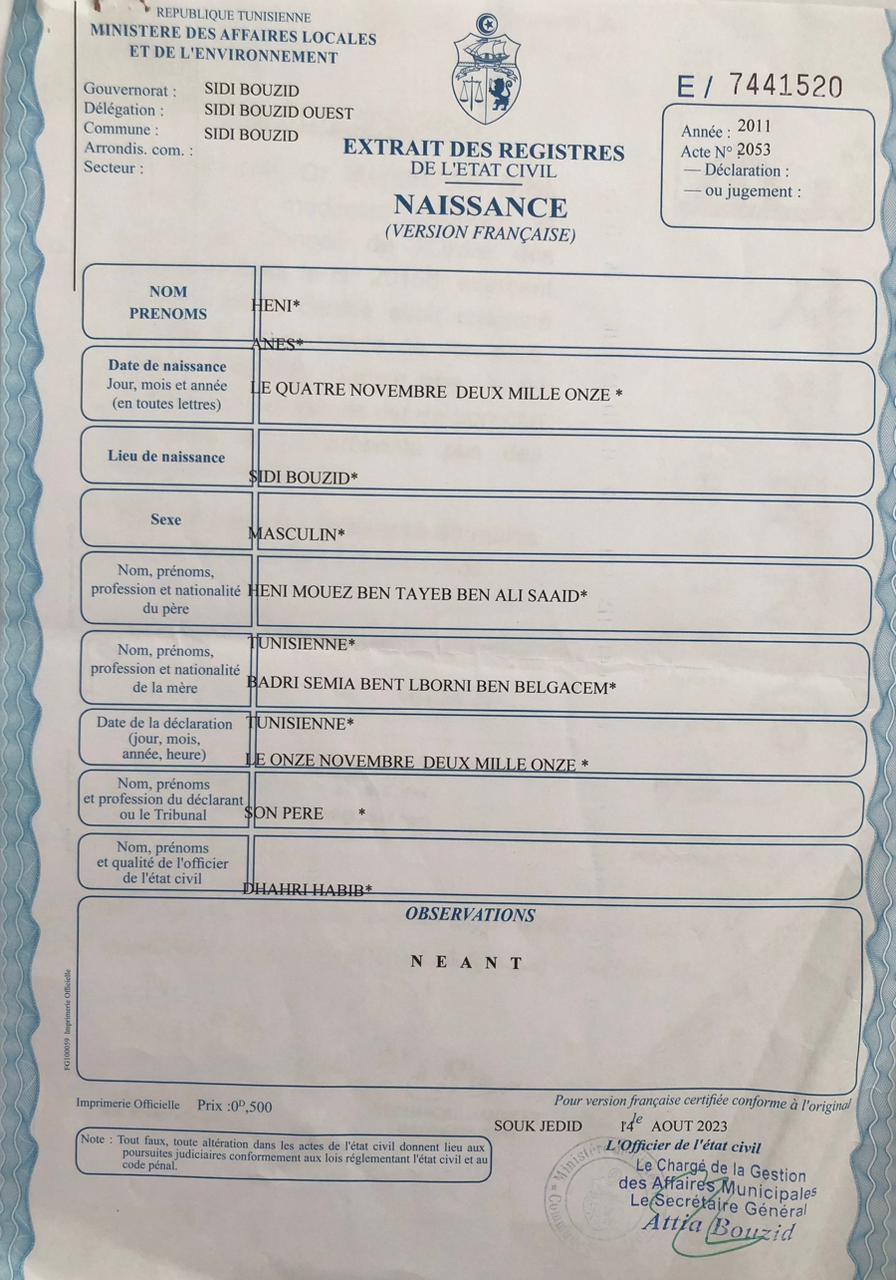 REPUBLIQUE TUNISIENNE
MINISTERE DES AFFAIRES LOCALES
ET DE L'ENVIRONNEMENT
Gouvernorat : SIDI BOUZID
Délégation : SIDI BOUZID OUEST
Commune : SIDI BOUZID
Arrondis. com. :
Secteur :
E / 7441520
Année : 2011
Acte N° 2053
— Déclaration :
— ou jugement :
EXTRAIT DES REGISTRES
DE L'ETAT CIVIL
NAISSANCE
(VERSION FRANÇAISE)
NOM
PRENOMS
HENI*
ANES*
Date de naissance
Jour, mois et année
(en toutes lettres)
LE QUATRE NOVEMBRE DEUX MILLE ONZE *
Lieu de naissance
SIDI BOUZID*
Sexe
MASCULIN*
Nom, prénoms,
profession et nationalité
du père
HENI MOUEZ BEN TAYEB BEN ALI SAAID*
TUNISIENNE*
Nom, prénoms,
profession et nationalité
de la mère
BADRI SEMIA BENT LBORNI BEN BELGACEM*
TUNISIENNE*
Date de la déclaration
(jour, mois,
année, heure)
LE ONZE NOVEMBRE DEUX MILLE ONZE *
Nom, prénoms
et profession du déclarant
ou le Tribunal
SON PERE *
Nom, prénoms
et qualité de l'officier
de l'état civil
DHAHRI HABIB*
OBSERVATIONS
N E A N T
FG100059 Imprimerie Officielle
Imprimerie Officielle Prix :0ᴰ,500
Pour version française certifiée conforme à l'original
SOUK JEDID le 14 AOUT 2023
L'Officier de l'état civil
Note : Tout faux, toute altération dans les actes de l'état civil donnent lieu aux
poursuites judiciaires conformement aux lois réglementant l'état civil et au
code pénal.
Le Chargé de la Gestion
des Affaires Municipales
Le Secrétaire Général
Attia Bouzid